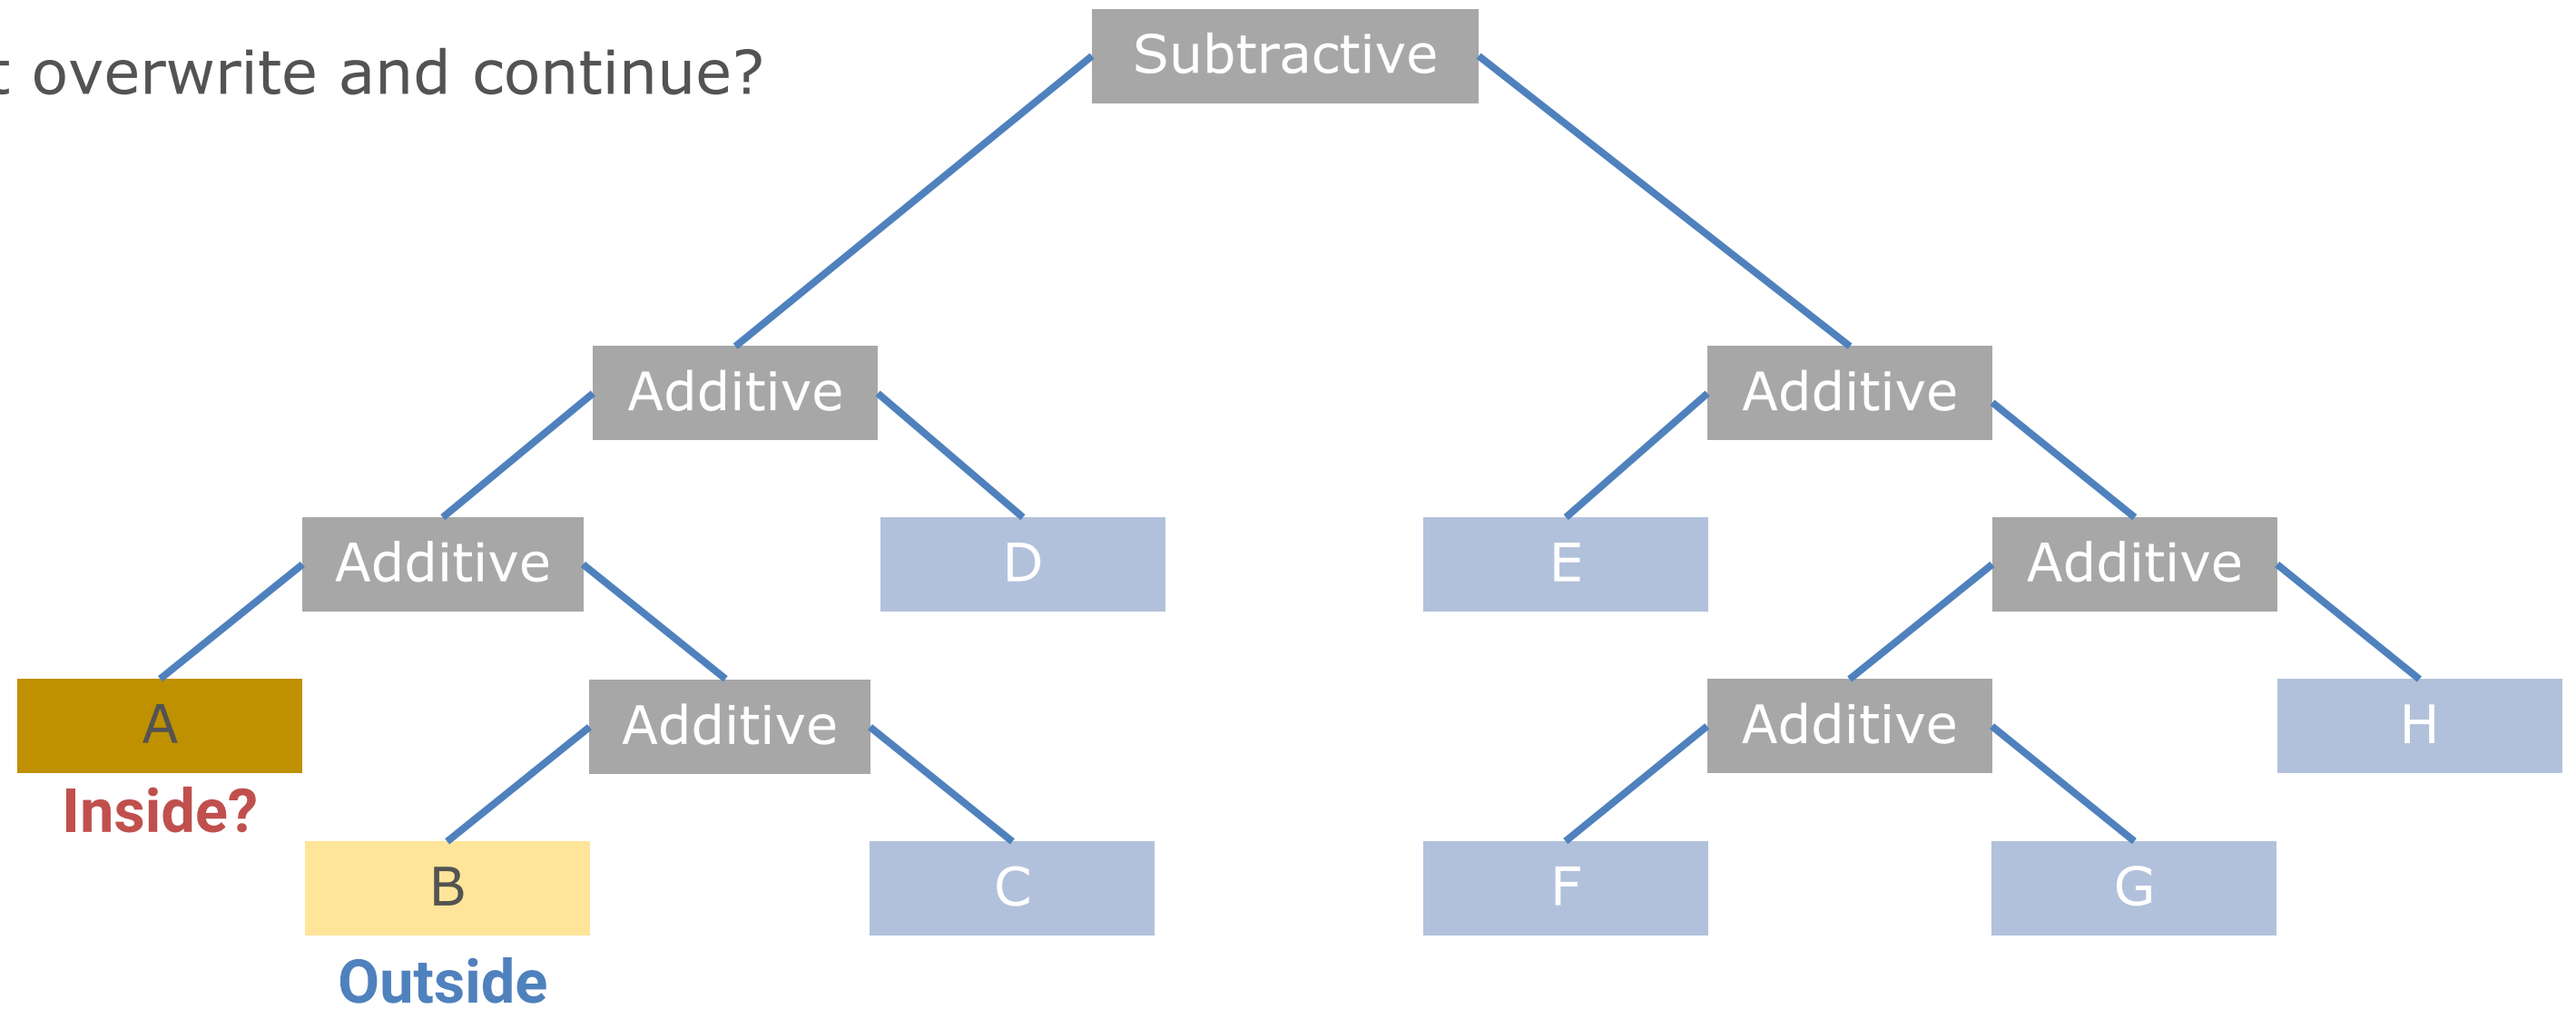 t overwrite and continue?
Subtractive
Additive
Additive
Additive
D
E
Additive
A
Additive
Additive
H
Inside?
B
C
F
G
Outside